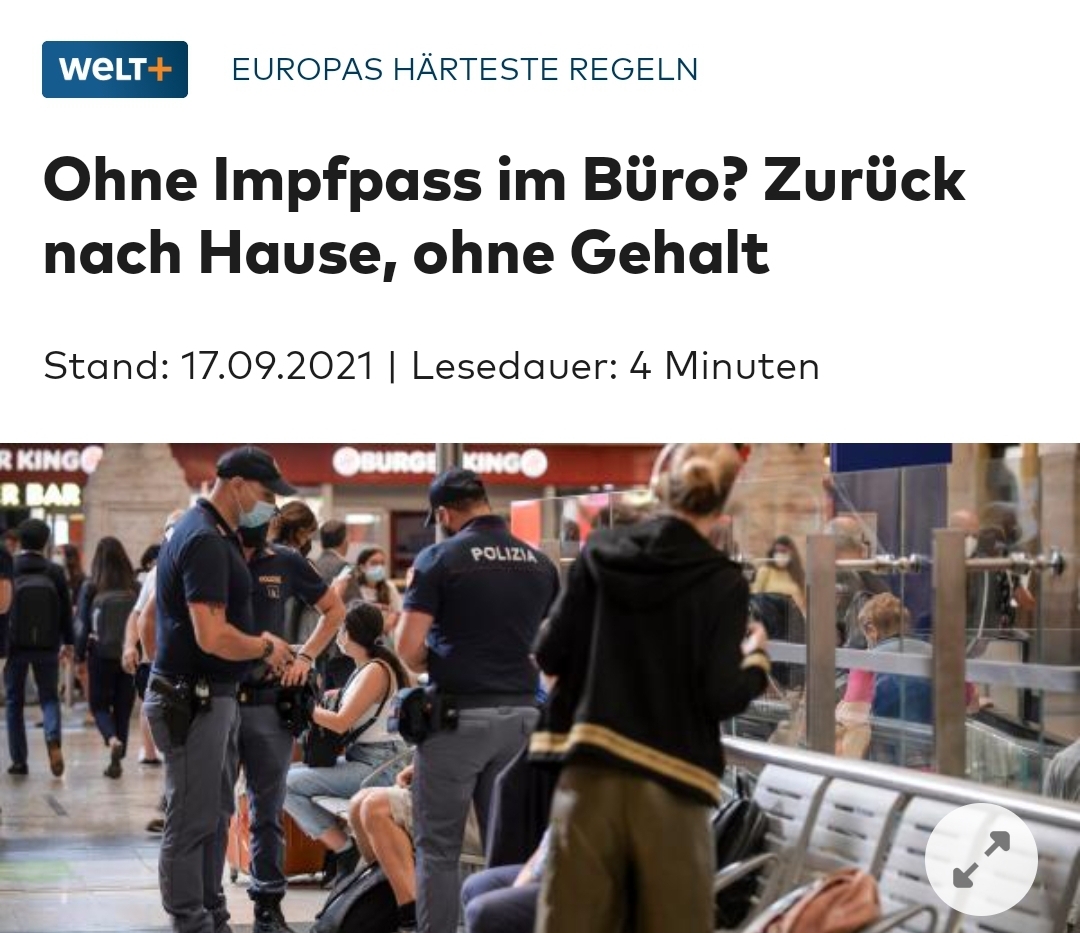 WELT+ EUROPAS HÄRTESTE REGELN
Ohne Impfpass im Büro? Zurück
nach Hause, ohne Gehalt
Stand: 17.09.2021 | Lesedauer: 4 Minuten
R KING BURGE KING
R BAR
POLIZIA